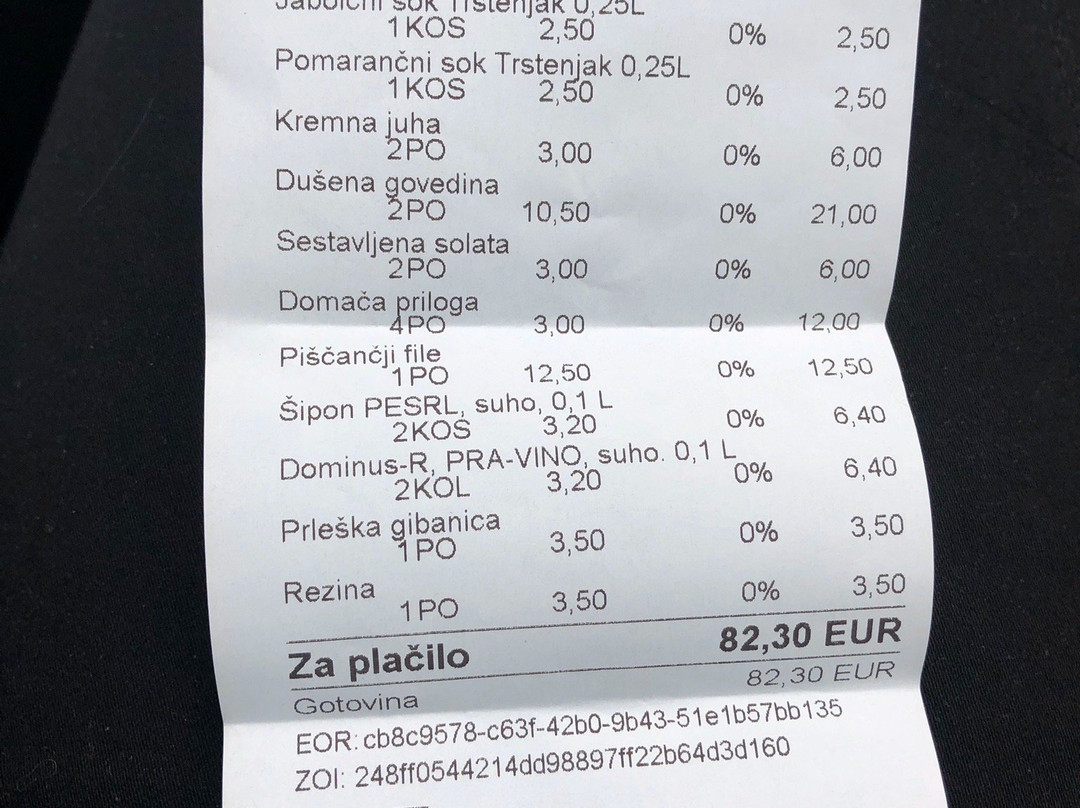 Jabolčni sok Trstenjak 0,25L
1KOS 2,50 0% 2,50
Pomarančni sok Trstenjak 0,25L
1KOS 2,50 0% 2,50
Kremna juha
2PO 3,00 0% 6,00
Dušena govedina
2PO 10,50 0% 21,00
Sestavljena solata
2PO 3,00 0% 6,00
Domača priloga
4PO 3,00 0% 12,00
Piščančji file
1PO 12,50 0% 12,50
Šipon PESRL, suho, 0,1 L
2KOS 3,20 0% 6,40
Dominus-R, PRA-VINO, suho. 0,1 L
2KOL 3,20 0% 6,40
Prleška gibanica
1PO 3,50 0% 3,50
Rezina
1PO 3,50 0% 3,50
Za plačilo 82,30 EUR
Gotovina 82,30 EUR
EOR: cb8c9578-c63f-42b0-9b43-51e1b57bb135
ZOI: 248ff0544214dd98897ff22b64d3d160